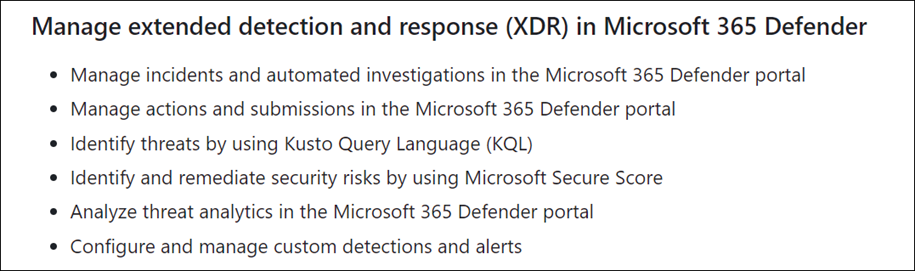 Manage extended detection and response (XDR) in Microsoft 365 Defender
• Manage incidents and automated investigations in the Microsoft 365 Defender portal
• Manage actions and submissions in the Microsoft 365 Defender portal
• Identify threats by using Kusto Query Language (KQL)
• Identify and remediate security risks by using Microsoft Secure Score
• Analyze threat analytics in the Microsoft 365 Defender portal
• Configure and manage custom detections and alerts